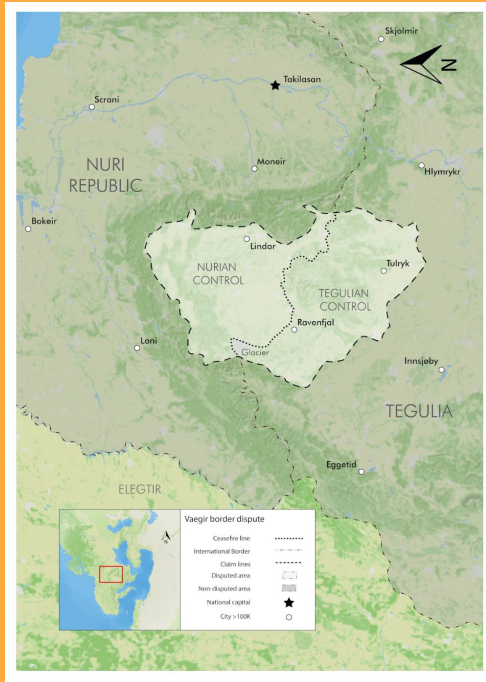 Skjolmir
N
Takilasan
Scrani
NURI
REPUBLIC
Moneir
Hlymrykr
Bokeir
Lindar
NURIAN
CONTROL
Tulryk
TEGULIAN
CONTROL
Ravenfjal
Loni
Glacier
Innsjøby
TEGULIA
Eggetid
ELEGTIR
Vaegir border dispute
Ceasefire line
International Border
Claim lines
Disputed area
Non-disputed area
National capital
City >100K